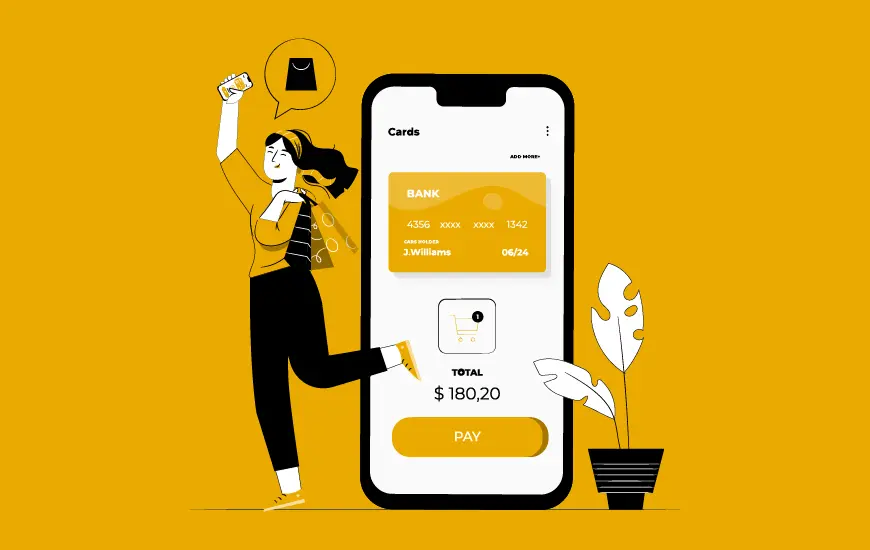 Cards
ADD MORE+
BANK
4356 xxxx xxxx 1342
CARD HOLDER
J.Williams 06/24
1
TOTAL
$ 180,20
PAY